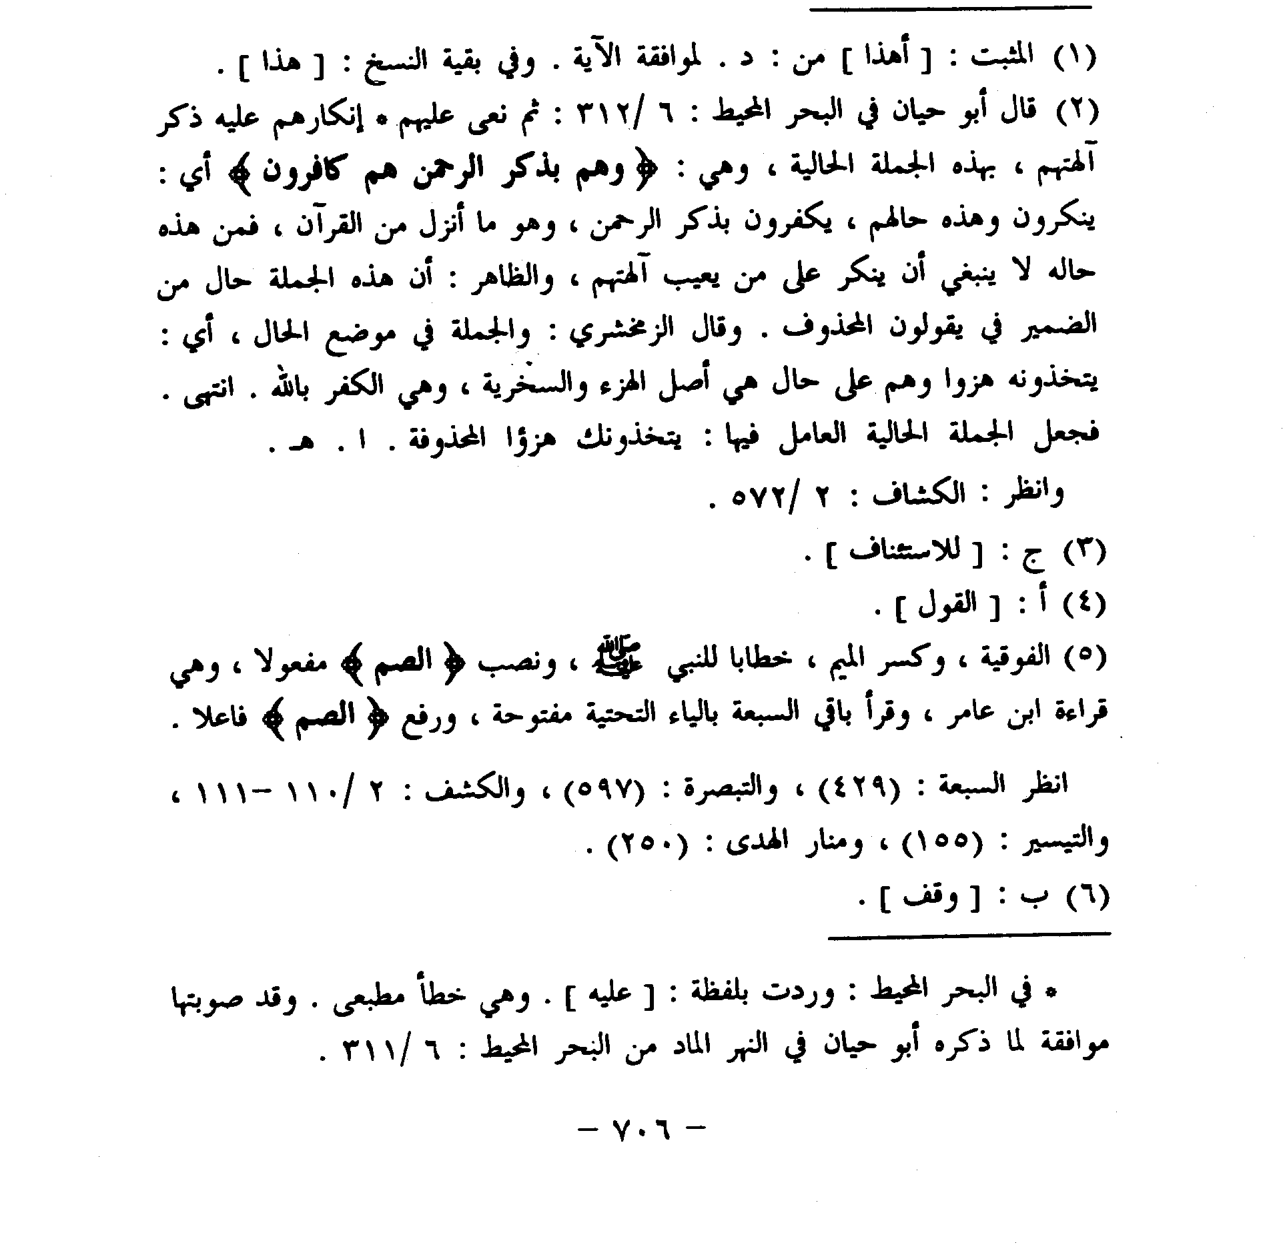 (١) المثبت : [ أهذا ] من : د . لموافقة الآية . وفي بقية النسخ : [ هذا ] .
(٢) قال أبو حيان في البحر المحيط : ٦ /٣١٢ : ثم نعى عليهم * إنكارهم عليه ذكر
آلهتهم ، بهذه الجملة الحالية ، وهي : ﴿ وهم بذكر الرحمن هم كافرون ﴾ أي :
ينكرون وهذه حالهم ، يكفرون بذكر الرحمن ، وهو ما أنزل من القرآن ، فمن هذه
حاله لا ينبغي أن ينكر على من يعيب آلهتهم ، والظاهر : أن هذه الجملة حال من
الضمير في يقولون المحذوف . وقال الزمخشري : والجملة في موضع الحال ، أي :
يتخذونه هزوا وهم على حال هي أصل الهزء والسخرية ، وهي الكفر بالله . انتهى .
فجعل الجملة الحالية العامل فيها : يتخذونك هزؤا المحذوفة . ا . هـ .
وانظر : الكشاف : ٢ /٥٧٢ .
(٣) ج : [ للاستئناف ] .
(٤) أ : [ القول ] .
(٥) الفوقية ، وكسر الميم ، خطابا للنبي ﷺ ، ونصب ﴿ الصم ﴾ مفعولا ، وهي
قراءة ابن عامر ، وقرأ باقي السبعة بالياء التحتية مفتوحة ، ورفع ﴿ الصم ﴾ فاعلا .
انظر السبعة : (٤٢٩) ، والتبصرة : (٥٩٧) ، والكشف : ٢ /١١٠ –١١١ ،
والتيسير : (١٥٥) ، ومنار الهدى : (٢٥٠) .
(٦) ب : [ وقف ] .
* في البحر المحيط : وردت بلفظة : [ عليه ] . وهي خطأ مطبعى . وقد صوبتها
موافقة لما ذكره أبو حيان في النهر الماد من البحر المحيط : ٦ /٣١١ .
– ٧٠٦ –